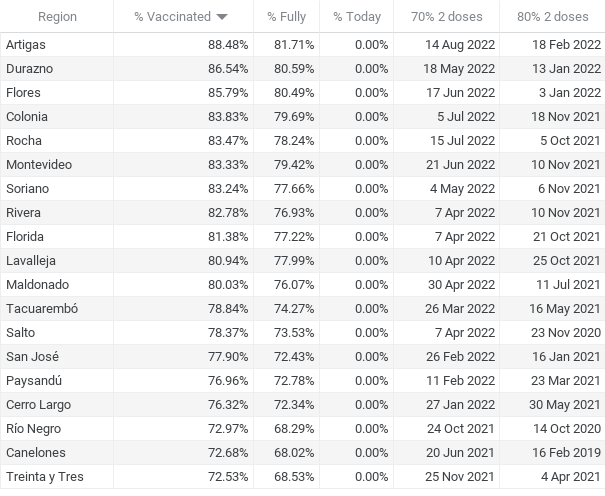 Region % Vaccinated % Fully % Today 70% 2 doses 80% 2 doses
Artigas 88.48% 81.71% 0.00% 14 Aug 2022 18 Feb 2022
Durazno 86.54% 80.59% 0.00% 18 May 2022 13 Jan 2022
Flores 85.79% 80.49% 0.00% 17 Jun 2022 3 Jan 2022
Colonia 83.83% 79.69% 0.00% 5 Jul 2022 18 Nov 2021
Rocha 83.47% 78.24% 0.00% 15 Jul 2022 5 Oct 2021
Montevideo 83.33% 79.42% 0.00% 21 Jun 2022 10 Nov 2021
Soriano 83.24% 77.66% 0.00% 4 May 2022 6 Nov 2021
Rivera 82.78% 76.93% 0.00% 7 Apr 2022 10 Nov 2021
Florida 81.38% 77.22% 0.00% 7 Apr 2022 21 Oct 2021
Lavalleja 80.94% 77.99% 0.00% 10 Apr 2022 25 Oct 2021
Maldonado 80.03% 76.07% 0.00% 30 Apr 2022 11 Jul 2021
Tacuarembó 78.84% 74.27% 0.00% 26 Mar 2022 16 May 2021
Salto 78.37% 73.53% 0.00% 7 Apr 2022 23 Nov 2020
San José 77.90% 72.43% 0.00% 26 Feb 2022 16 Jan 2021
Paysandú 76.96% 72.78% 0.00% 11 Feb 2022 23 Mar 2021
Cerro Largo 76.32% 72.34% 0.00% 27 Jan 2022 30 May 2021
Río Negro 72.97% 68.29% 0.00% 24 Oct 2021 14 Oct 2020
Canelones 72.68% 68.02% 0.00% 20 Jun 2021 16 Feb 2019
Treinta y Tres 72.53% 68.53% 0.00% 25 Nov 2021 4 Apr 2021